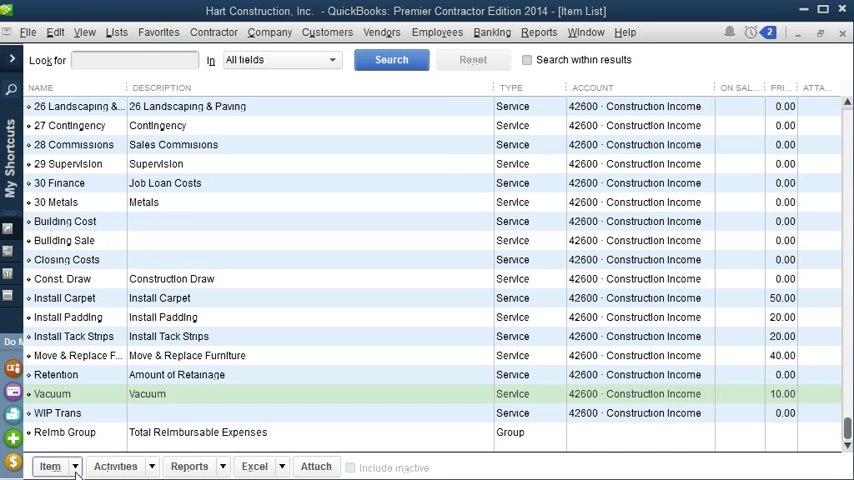 Hart Construction, Inc. - QuickBooks: Premier Contractor Edition 2014 - [Item List]
File Edit View Lists Favorites Contractor Company Customers Vendors Employees Banking Reports Window Help 2
Look for In All fields Search Reset Search within results
NAME DESCRIPTION TYPE ACCOUNT ON SAL... PRI... ATTA...
26 Landscaping &... 26 Landscaping & Paving Service 42600 · Construction Income 0.00
27 Contingency Contingency Service 42600 · Construction Income 0.00
28 Commissions Sales Commisions Service 42600 · Construction Income 0.00
29 Supervision Supervision Service 42600 · Construction Income 0.00
30 Finance Job Loan Costs Service 42600 · Construction Income 0.00
30 Metals Metals Service 42600 · Construction Income 0.00
Building Cost Service 42600 · Construction Income 0.00
Building Sale Service 42600 · Construction Income 0.00
Closing Costs Service 42600 · Construction Income 0.00
Const. Draw Construction Draw Service 42600 · Construction Income 0.00
Install Carpet Install Carpet Service 42600 · Construction Income 50.00
Install Padding Install Padding Service 42600 · Construction Income 20.00
Install Tack Strips Install Tack Strips Service 42600 · Construction Income 20.00
Move & Replace F... Move & Replace Furniture Service 42600 · Construction Income 40.00
Retention Amount of Retainage Service 42600 · Construction Income 0.00
Vacuum Vacuum Service 42600 · Construction Income 10.00
WIP Trans Service 42600 · Construction Income 0.00
Reimb Group Total Reimbursable Expenses Group
Item Activities Reports Excel Attach Include inactive
My Shortcuts
Do M